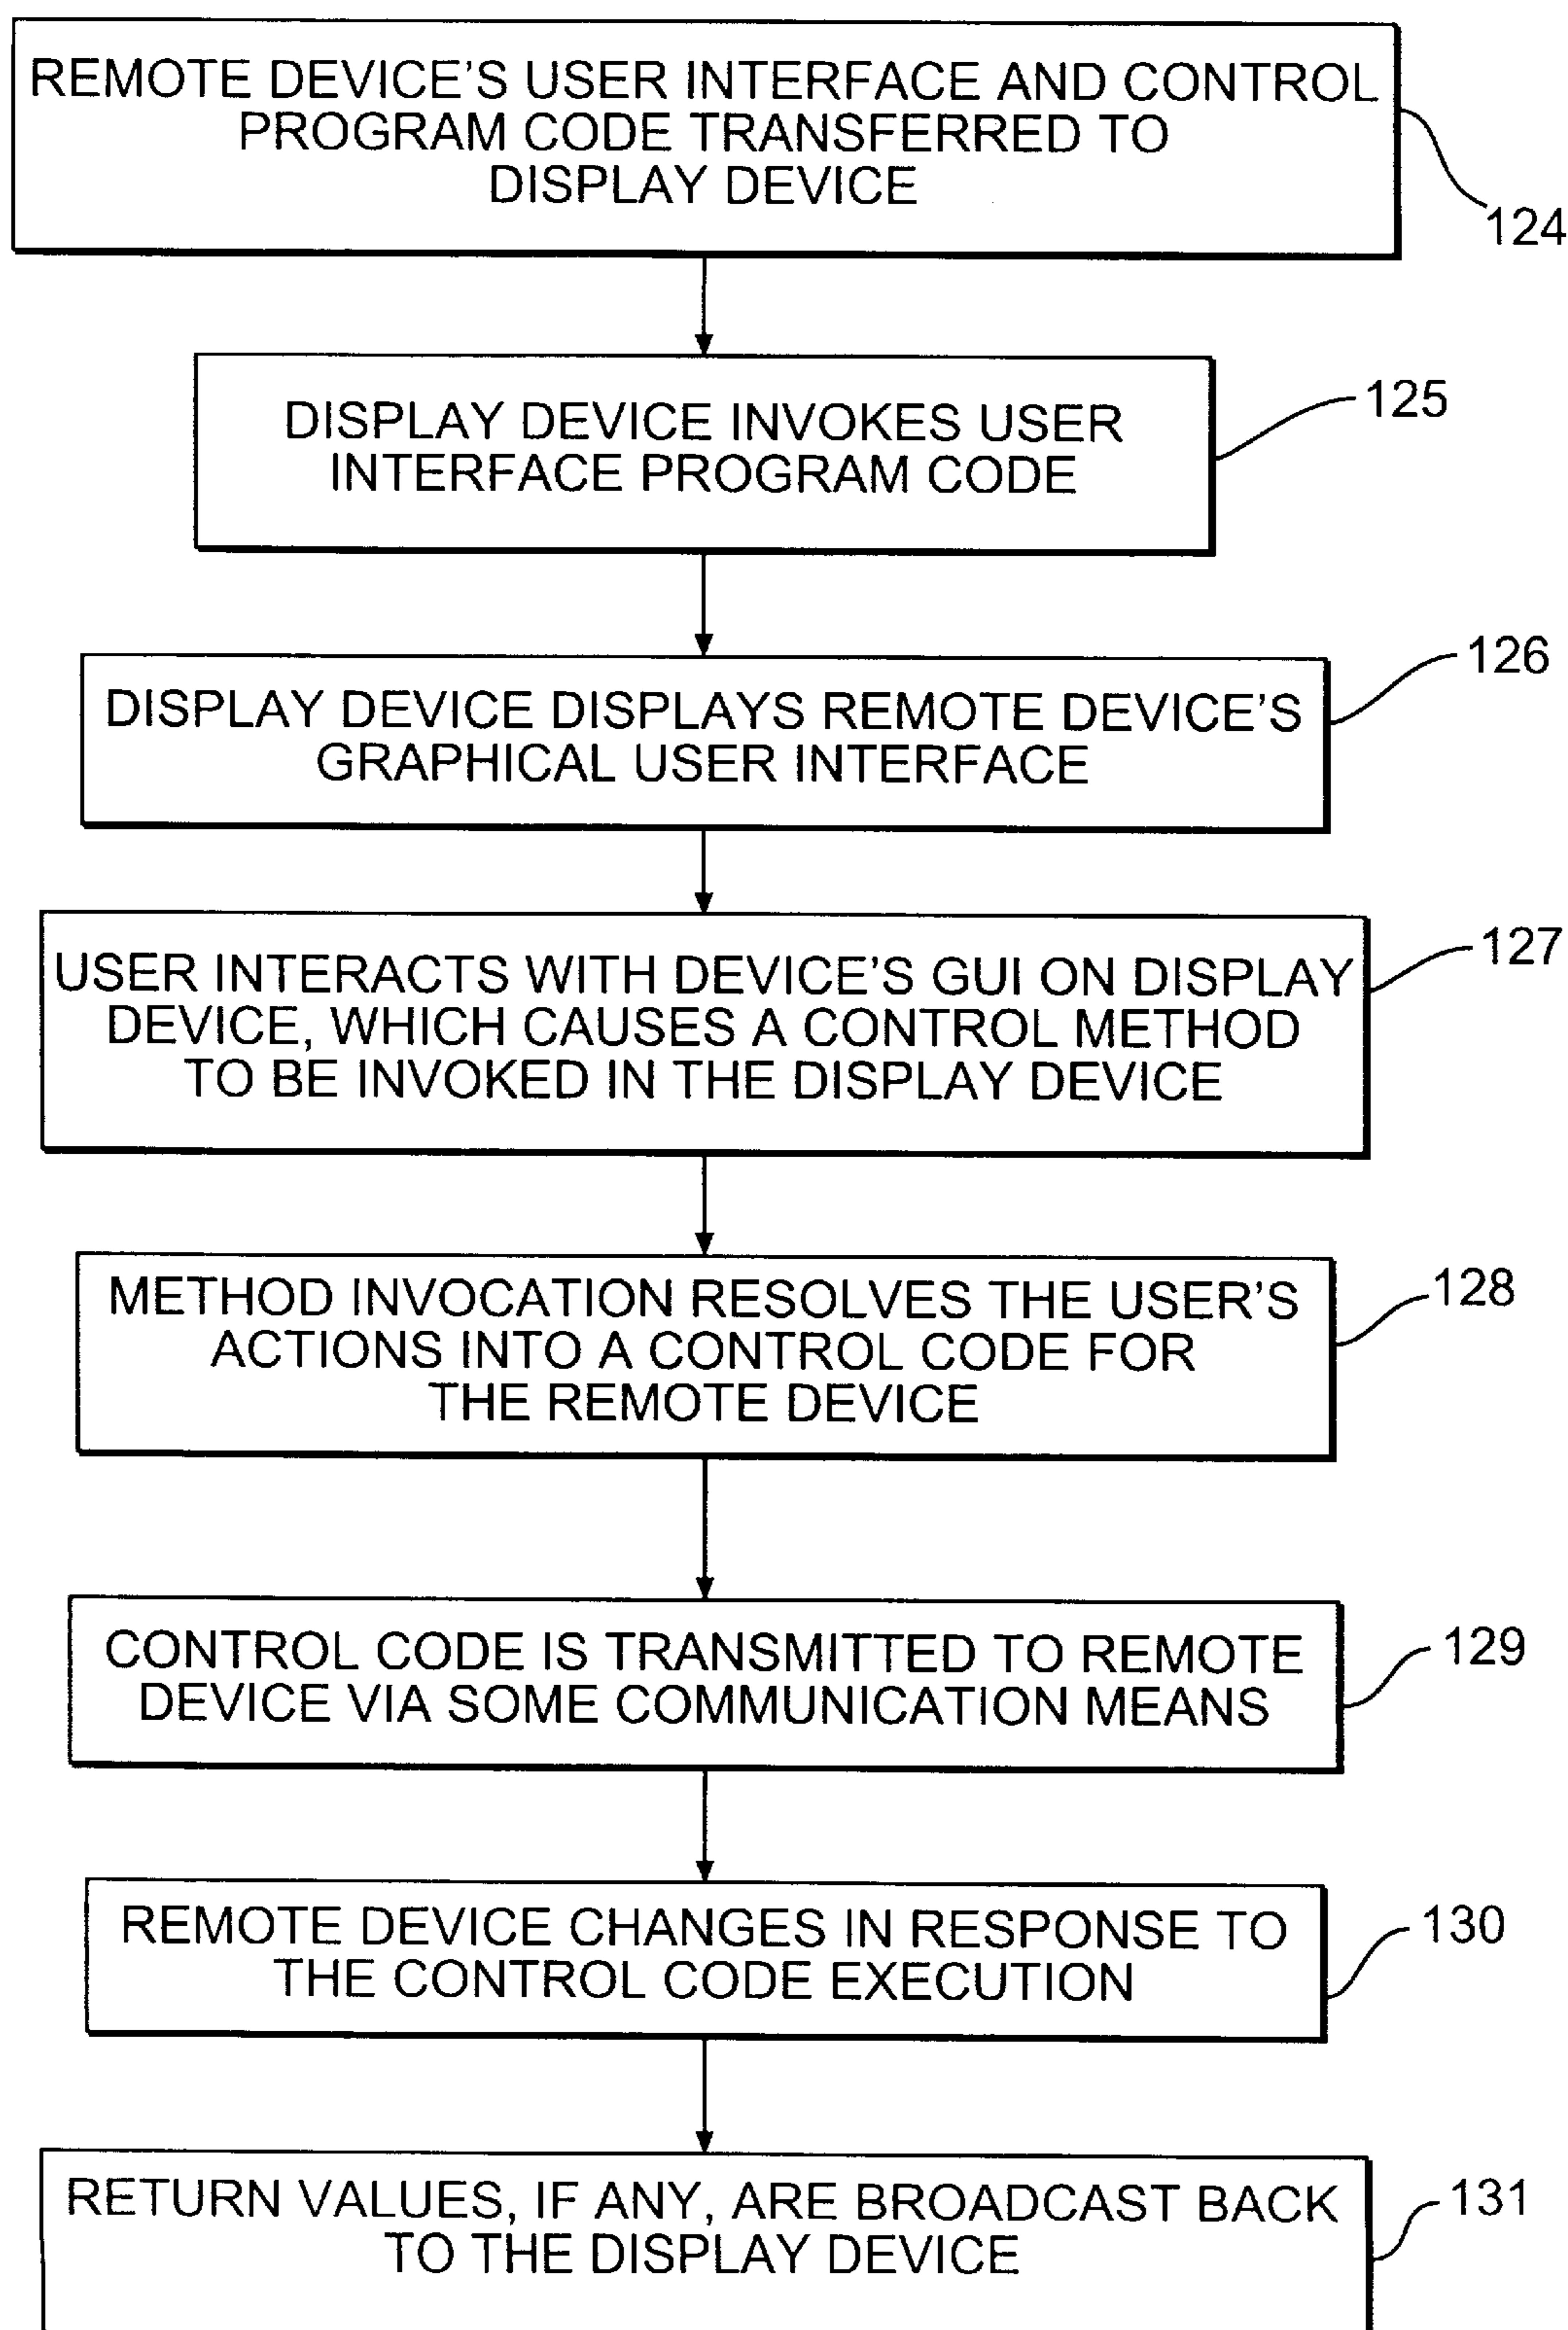 REMOTE DEVICE'S USER INTERFACE AND CONTROL
PROGRAM CODE TRANSFERRED TO
DISPLAY DEVICE
124
DISPLAY DEVICE INVOKES USER
INTERFACE PROGRAM CODE
125
DISPLAY DEVICE DISPLAYS REMOTE DEVICE'S
GRAPHICAL USER INTERFACE
126
USER INTERACTS WITH DEVICE'S GUI ON DISPLAY
DEVICE, WHICH CAUSES A CONTROL METHOD
TO BE INVOKED IN THE DISPLAY DEVICE
127
METHOD INVOCATION RESOLVES THE USER'S
ACTIONS INTO A CONTROL CODE FOR
THE REMOTE DEVICE
128
CONTROL CODE IS TRANSMITTED TO REMOTE
DEVICE VIA SOME COMMUNICATION MEANS
129
REMOTE DEVICE CHANGES IN RESPONSE TO
THE CONTROL CODE EXECUTION
130
RETURN VALUES, IF ANY, ARE BROADCAST BACK
TO THE DISPLAY DEVICE
131